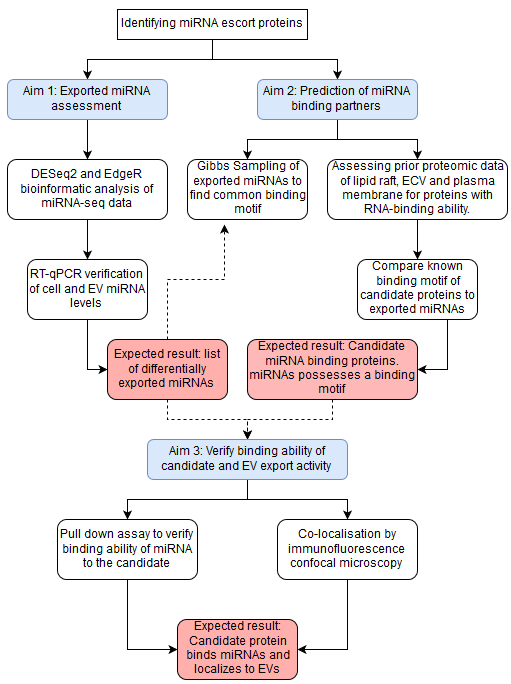 Identifying miRNA escort proteins
Aim 1: Exported miRNA
assessment
Aim 2: Prediction of miRNA
binding partners
DESeq2 and EdgeR
bioinformatic analysis of
miRNA-seq data
Gibbs Sampling of
exported miRNAs to
find common binding
motif
Assessing prior proteomic data
of lipid raft, ECV and plasma
membrane for proteins with
RNA-binding ability.
RT-qPCR verification
of cell and EV miRNA
levels
Compare known
binding motif of
candidate proteins to
exported miRNAs
Expected result: list
of differentially
exported miRNAs
Expected result: Candidate
miRNA binding proteins.
miRNAs possesses a binding
motif
Aim 3: Verify binding ability of
candidate and EV export activity
Pull down assay to verify
binding ability of miRNA
to the candidate
Co-localisation by
immunofluorescence
confocal microscopy
Expected result:
Candidate protein
binds miRNAs and
localizes to EVs